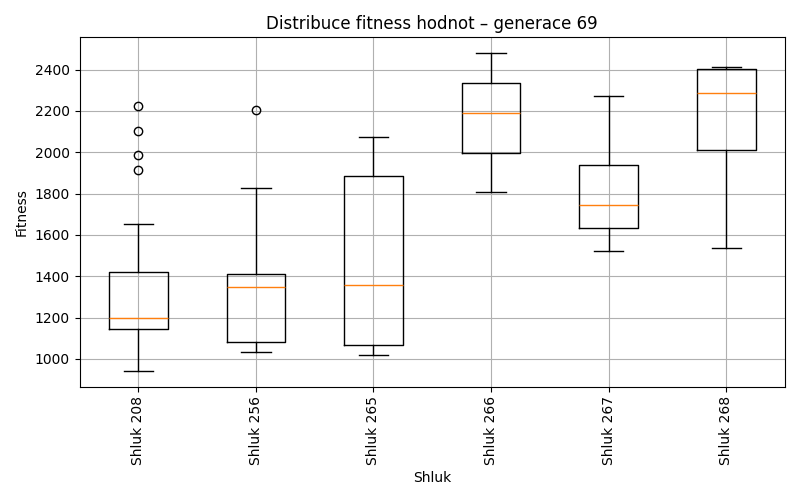 Distribuce fitness hodnot – generace 69
Fitness
2400
2200
2000
1800
1600
1400
1200
1000
Shluk 208
Shluk 256
Shluk 265
Shluk 266
Shluk 267
Shluk 268
Shluk